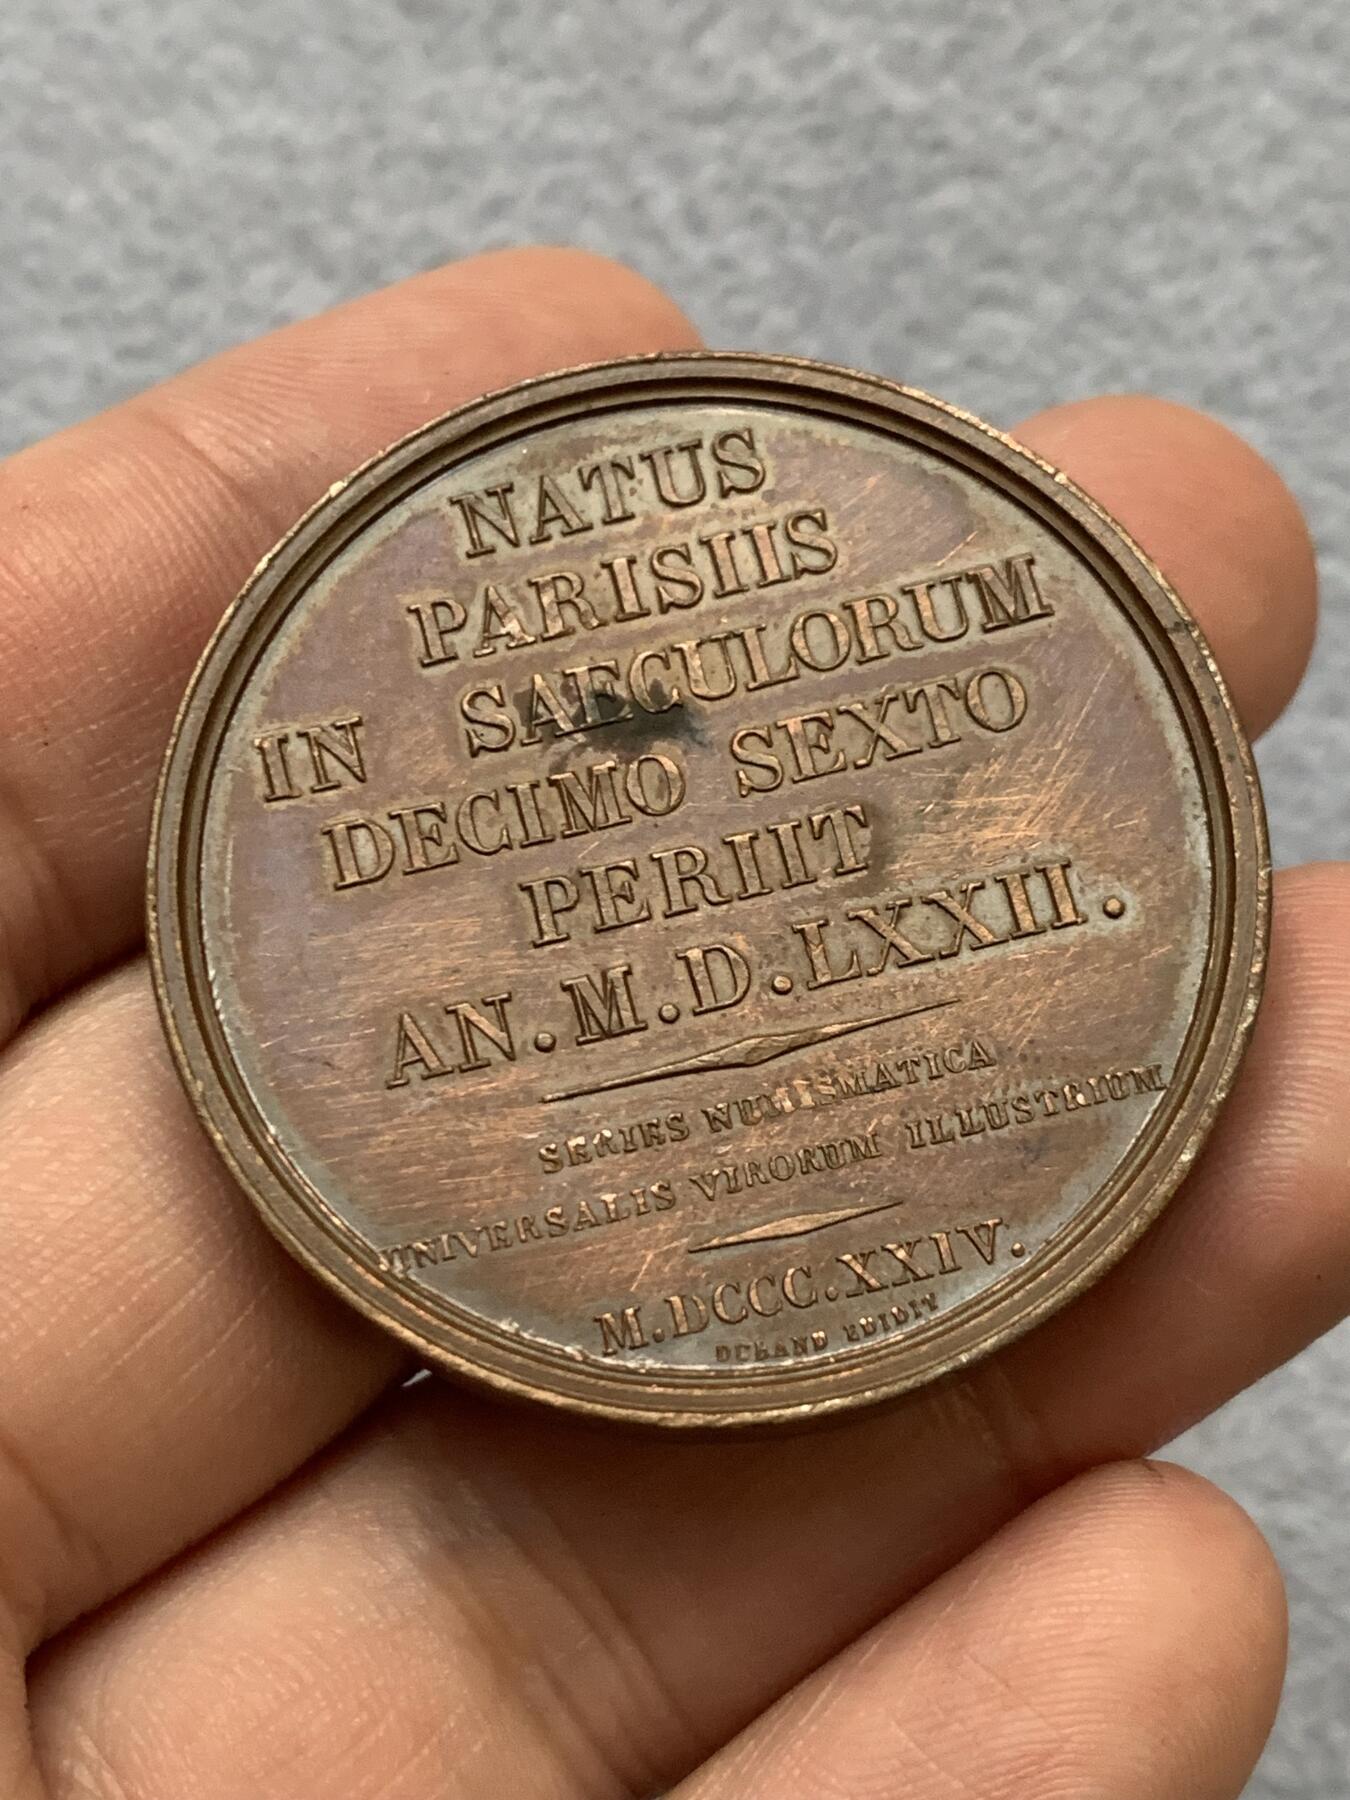 NATUS
PARISIIS
IN SAECULORUM
DECIMO SEXTO
PERIIT
AN.M.D.LXXII.
SERIES NUMISMATICA
UNIVERSALIS VIRORUM ILLUSTRIUM
M.DCCC.XXIV.
DURAND EDIDIT